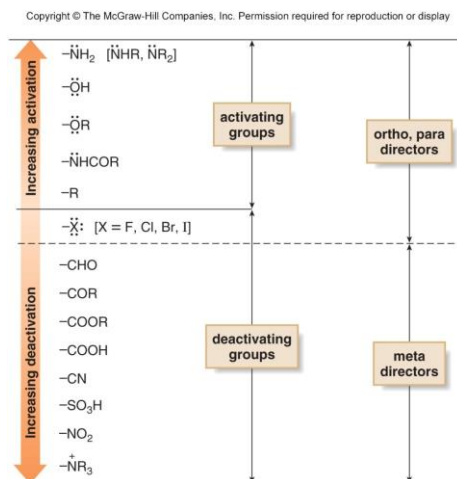 Copyright © The McGraw-Hill Companies, Inc. Permission required for reproduction or display
Increasing activation
–N̈H₂ [N̈HR, N̈R₂]
–Ö̤H
–Ö̤R
–N̈HCOR
–R
activating
groups
ortho, para
directors
–Ẍ̤: [X = F, Cl, Br, I]
Increasing deactivation
–CHO
–COR
–COOR
–COOH
–CN
–SO₃H
–NO₂
–N⁺R₃
deactivating
groups
meta
directors